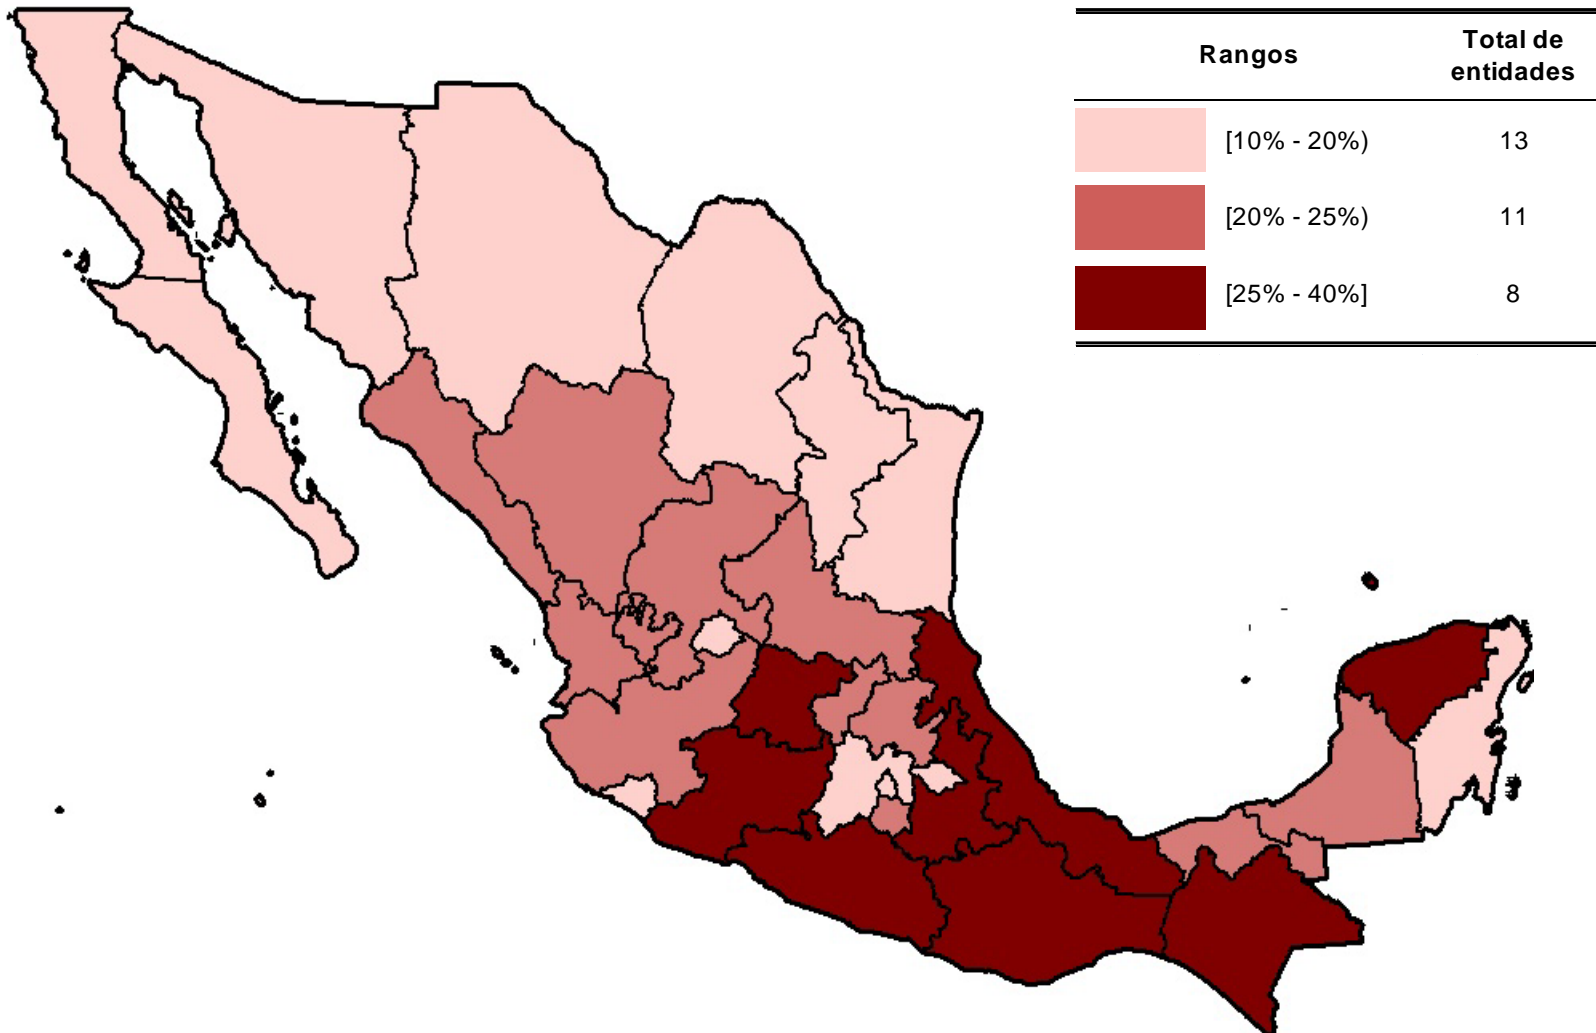 Rangos Total de
entidades
[10% - 20%) 13
[20% - 25%) 11
[25% - 40%] 8